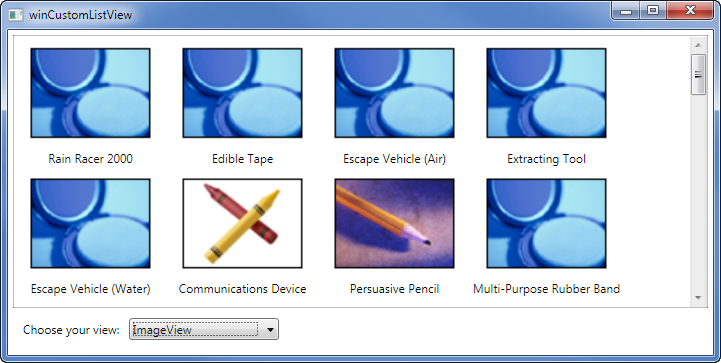 winCustomListView
Rain Racer 2000 Edible Tape Escape Vehicle (Air) Extracting Tool
Escape Vehicle (Water) Communications Device Persuasive Pencil Multi-Purpose Rubber Band
Choose your view: ImageView